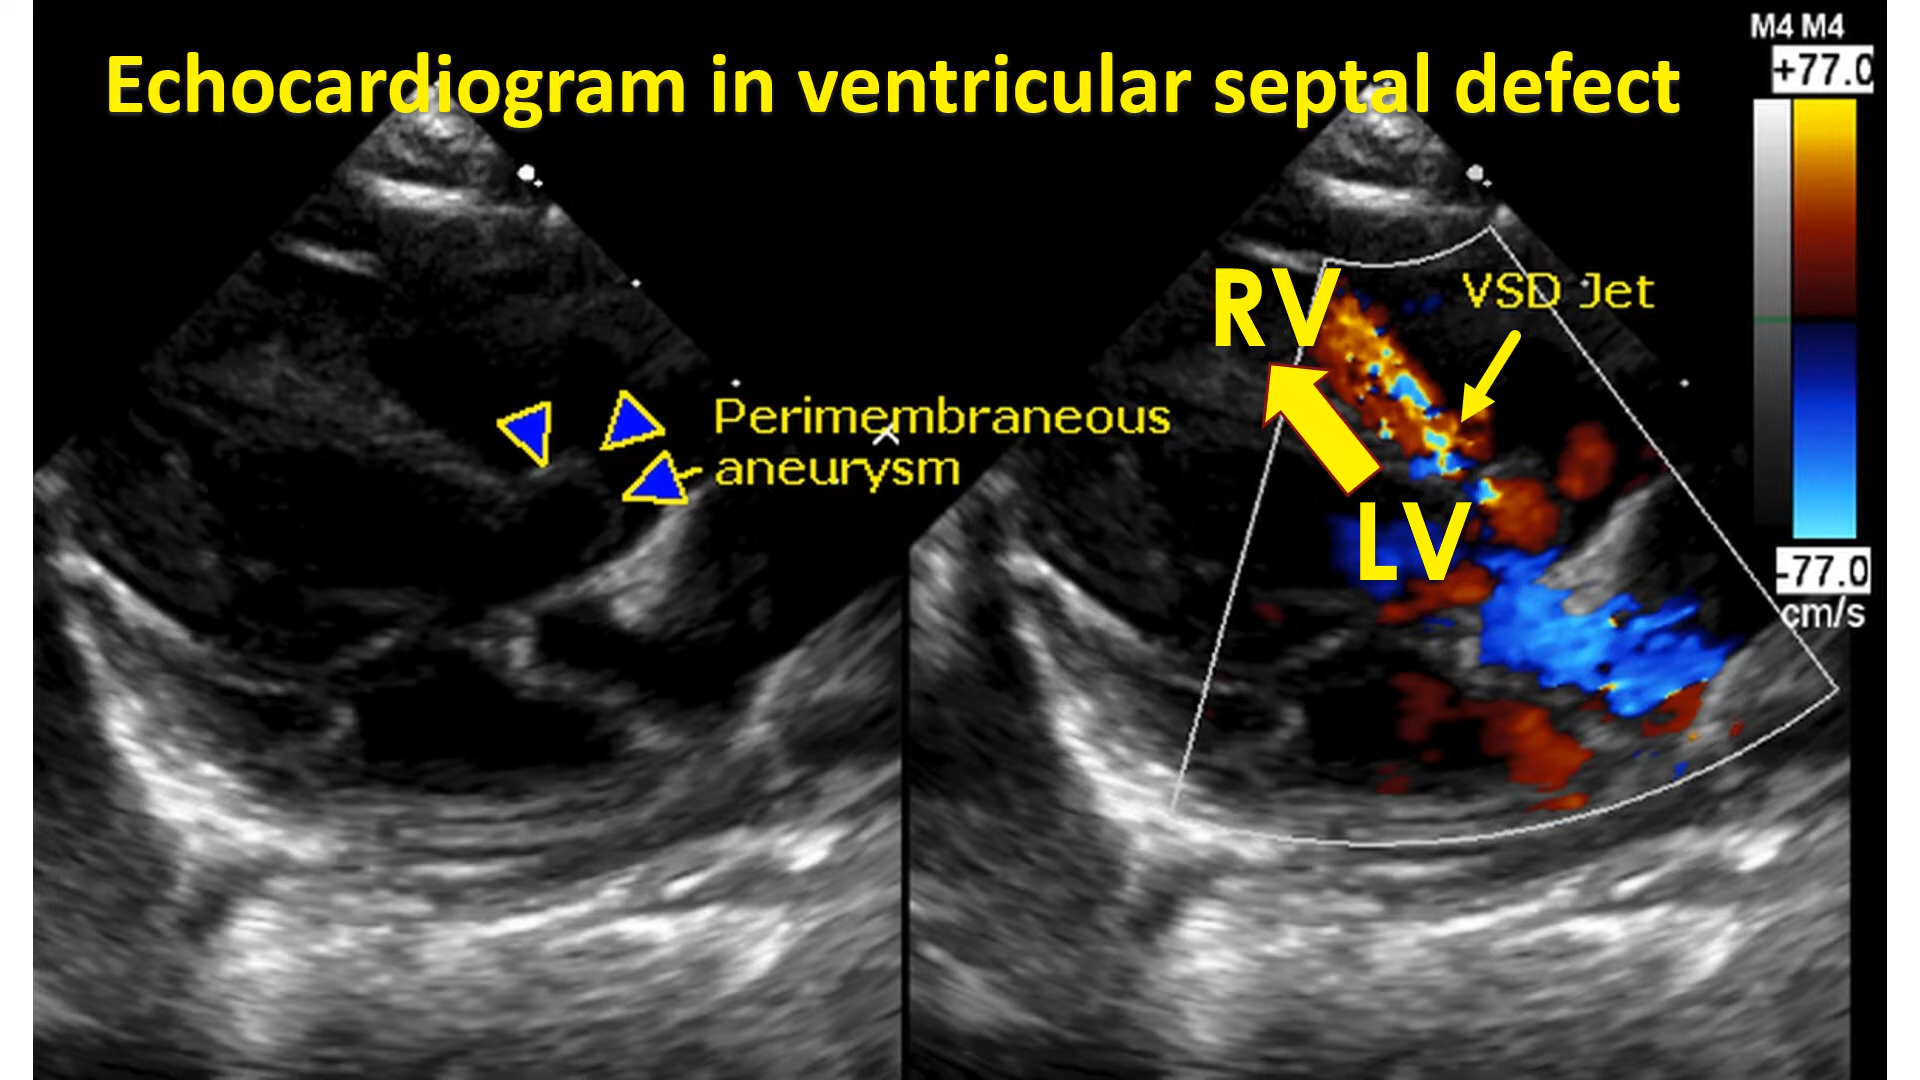 Echocardiogram in ventricular septal defect
M4 M4
+77.0
RV
VSD Jet
Perimembraneous
aneurysm
LV
-77.0
cm/s